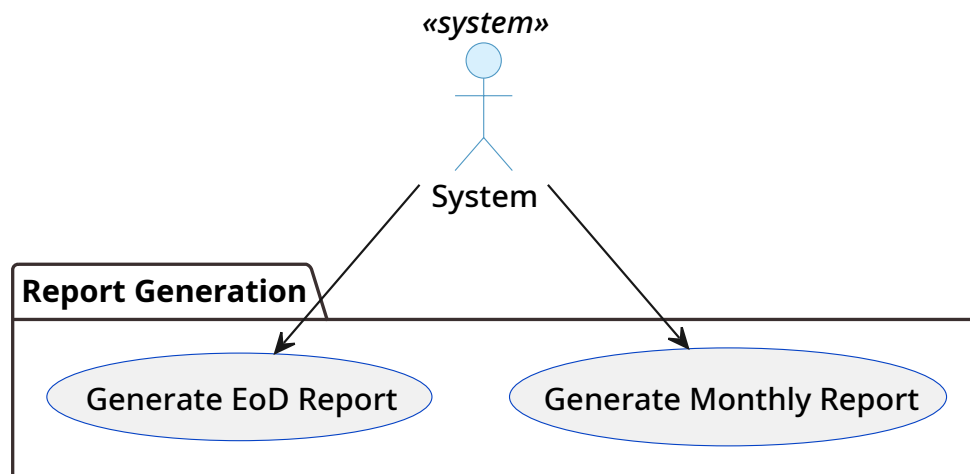 «system»
System
Report Generation
Generate EoD Report
Generate Monthly Report